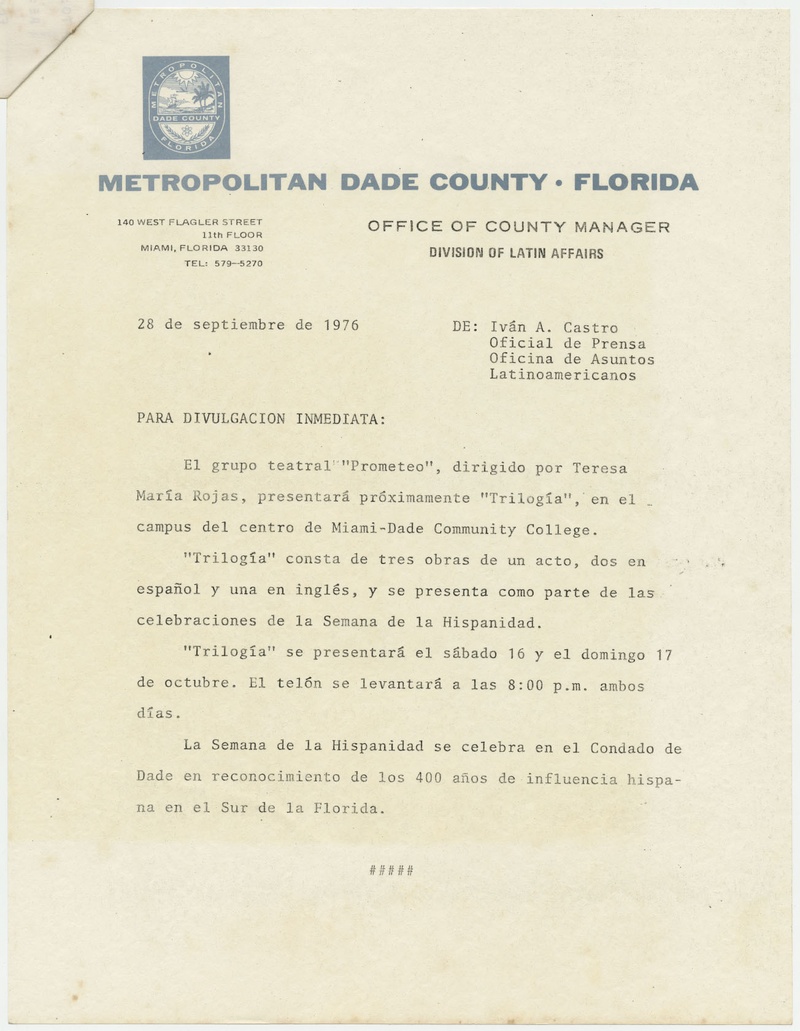 METROPOLITAN
DADE COUNTY
FLORIDA
METROPOLITAN DADE COUNTY • FLORIDA
140 WEST FLAGLER STREET
11th FLOOR
MIAMI, FLORIDA 33130
TEL: 579-5270
OFFICE OF COUNTY MANAGER
DIVISION OF LATIN AFFAIRS
28 de septiembre de 1976
DE: Iván A. Castro
Oficial de Prensa
Oficina de Asuntos
Latinoamericanos
PARA DIVULGACION INMEDIATA:
El grupo teatral "Prometeo", dirigido por Teresa
María Rojas, presentará próximamente "Trilogía", en el
campus del centro de Miami-Dade Community College.
"Trilogía" consta de tres obras de un acto, dos en
español y una en inglés, y se presenta como parte de las
celebraciones de la Semana de la Hispanidad.
"Trilogía" se presentará el sábado 16 y el domingo 17
de octubre. El telón se levantará a las 8:00 p.m. ambos
días.
La Semana de la Hispanidad se celebra en el Condado de
Dade en reconocimiento de los 400 años de influencia hispa-
na en el Sur de la Florida.
#####